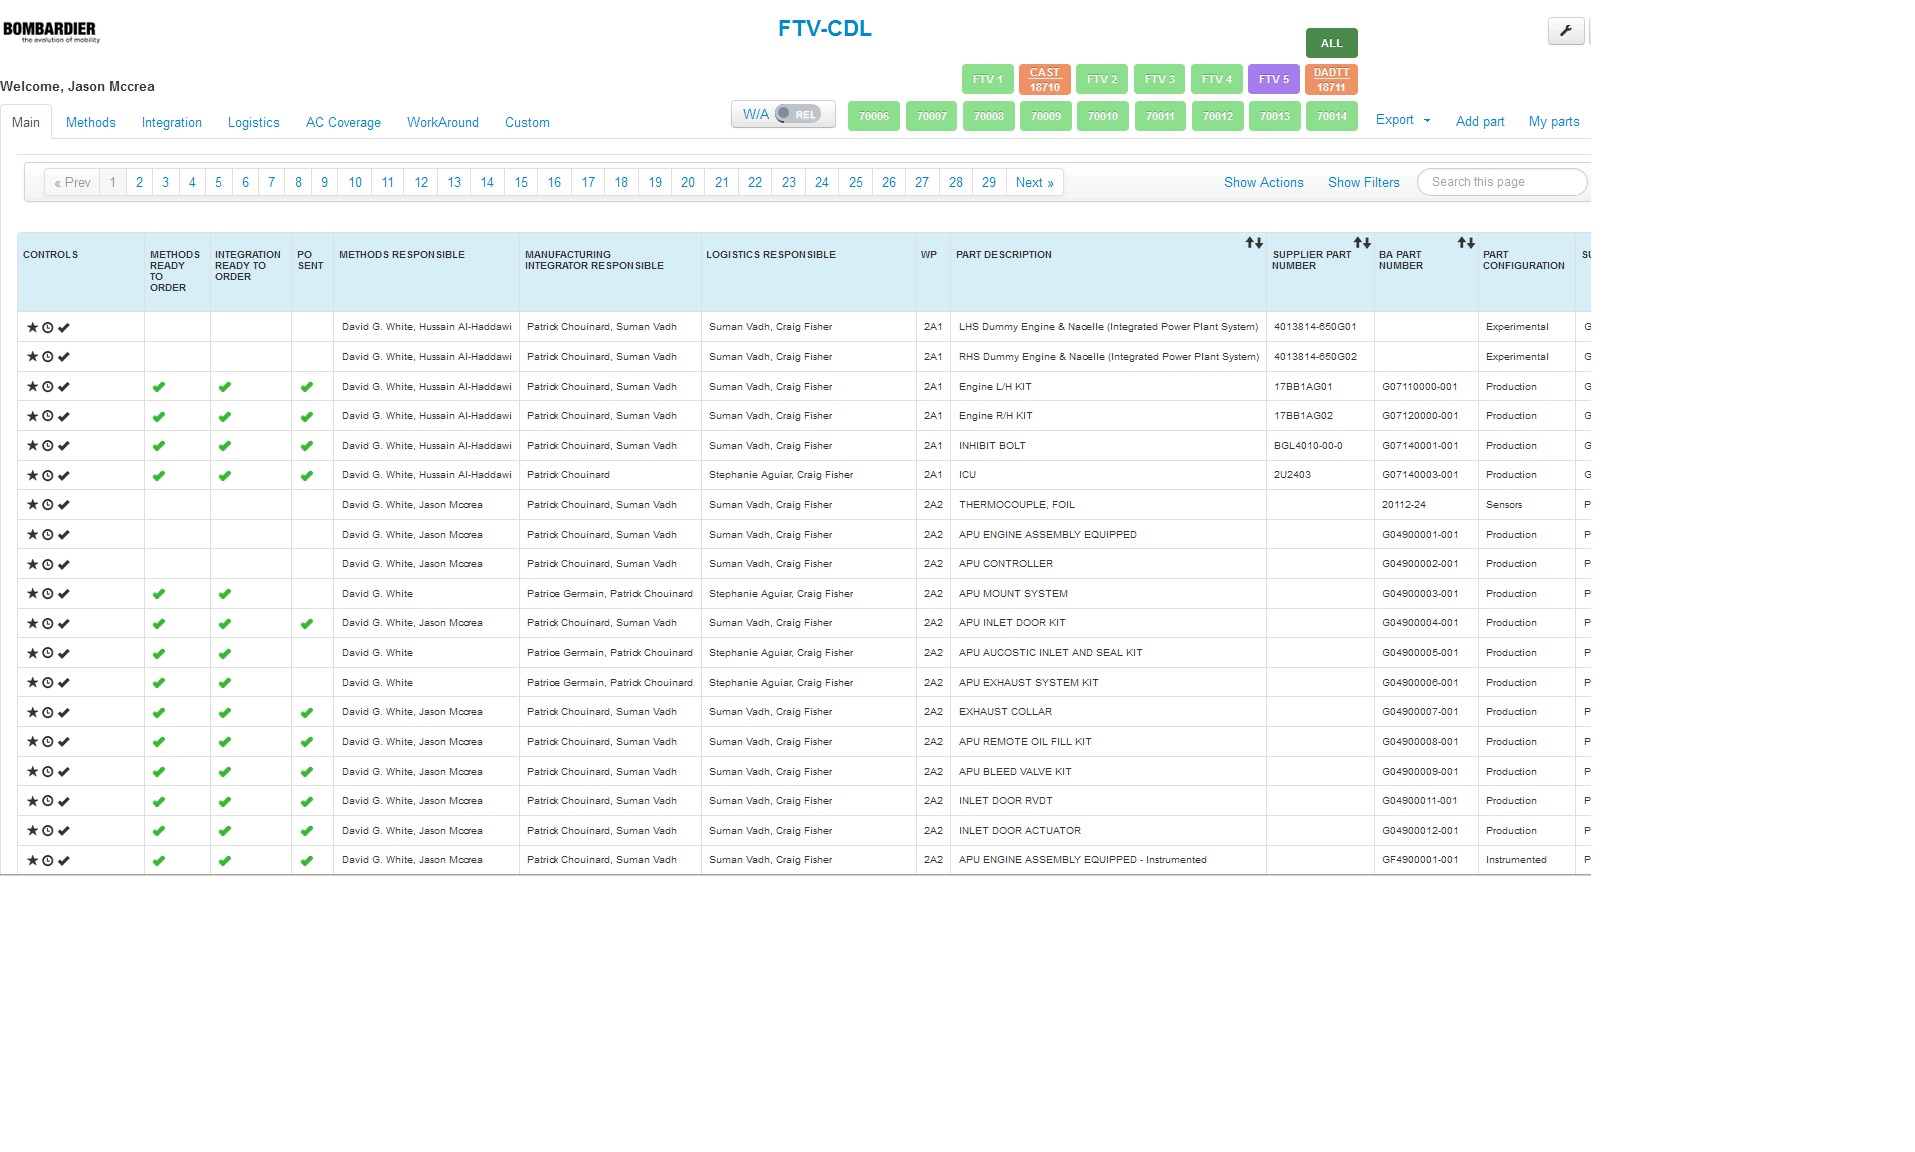 BOMBARDIER
the evolution of mobility
FTV-CDL
ALL
Welcome, Jason Mccrea
FTV 1 CAST 18710 FTV 2 FTV 3 FTV 4 FTV 5 DADTT 18711
Main Methods Integration Logistics AC Coverage WorkAround Custom
W/A REL 70006 70007 70008 70009 70010 70011 70012 70013 70014 Export Add part My parts
« Prev 1 2 3 4 5 6 7 8 9 10 11 12 13 14 15 16 17 18 19 20 21 22 23 24 25 26 27 28 29 Next » Show Actions Show Filters Search this page
CONTROLS METHODS READY TO ORDER INTEGRATION READY TO ORDER PO SENT METHODS RESPONSIBLE MANUFACTURING INTEGRATOR RESPONSIBLE LOGISTICS RESPONSIBLE WP PART DESCRIPTION SUPPLIER PART NUMBER BA PART NUMBER PART CONFIGURATION SU
David G. White, Hussain Al-Haddawi Patrick Chouinard, Suman Vadh Suman Vadh, Craig Fisher 2A1 LHS Dummy Engine & Nacelle (Integrated Power Plant System) 4013814-650G01 Experimental G
David G. White, Hussain Al-Haddawi Patrick Chouinard, Suman Vadh Suman Vadh, Craig Fisher 2A1 RHS Dummy Engine & Nacelle (Integrated Power Plant System) 4013814-650G02 Experimental G
David G. White, Hussain Al-Haddawi Patrick Chouinard, Suman Vadh Suman Vadh, Craig Fisher 2A1 Engine L/H KIT 17BB1AG01 G07110000-001 Production G
David G. White, Hussain Al-Haddawi Patrick Chouinard, Suman Vadh Suman Vadh, Craig Fisher 2A1 Engine R/H KIT 17BB1AG02 G07120000-001 Production G
David G. White, Hussain Al-Haddawi Patrick Chouinard, Suman Vadh Suman Vadh, Craig Fisher 2A1 INHIBIT BOLT BGL4010-00-0 G07140001-001 Production G
David G. White, Hussain Al-Haddawi Patrick Chouinard Stephanie Aguiar, Craig Fisher 2A1 ICU 2U2403 G07140003-001 Production G
David G. White, Jason Mccrea Patrick Chouinard, Suman Vadh Suman Vadh, Craig Fisher 2A2 THERMOCOUPLE, FOIL 20112-24 Sensors P
David G. White, Jason Mccrea Patrick Chouinard, Suman Vadh Suman Vadh, Craig Fisher 2A2 APU ENGINE ASSEMBLY EQUIPPED G04900001-001 Production P
David G. White, Jason Mccrea Patrick Chouinard, Suman Vadh Suman Vadh, Craig Fisher 2A2 APU CONTROLLER G04900002-001 Production P
David G. White Patrice Germain, Patrick Chouinard Stephanie Aguiar, Craig Fisher 2A2 APU MOUNT SYSTEM G04900003-001 Production P
David G. White, Jason Mccrea Patrick Chouinard, Suman Vadh Suman Vadh, Craig Fisher 2A2 APU INLET DOOR KIT G04900004-001 Production P
David G. White Patrice Germain, Patrick Chouinard Stephanie Aguiar, Craig Fisher 2A2 APU AUCOSTIC INLET AND SEAL KIT G04900005-001 Production P
David G. White Patrice Germain, Patrick Chouinard Stephanie Aguiar, Craig Fisher 2A2 APU EXHAUST SYSTEM KIT G04900006-001 Production P
David G. White, Jason Mccrea Patrick Chouinard, Suman Vadh Suman Vadh, Craig Fisher 2A2 EXHAUST COLLAR G04900007-001 Production P
David G. White, Jason Mccrea Patrick Chouinard, Suman Vadh Suman Vadh, Craig Fisher 2A2 APU REMOTE OIL FILL KIT G04900008-001 Production P
David G. White, Jason Mccrea Patrick Chouinard, Suman Vadh Suman Vadh, Craig Fisher 2A2 APU BLEED VALVE KIT G04900009-001 Production P
David G. White, Jason Mccrea Patrick Chouinard, Suman Vadh Suman Vadh, Craig Fisher 2A2 INLET DOOR RVDT G04900011-001 Production P
David G. White, Jason Mccrea Patrick Chouinard, Suman Vadh Suman Vadh, Craig Fisher 2A2 INLET DOOR ACTUATOR G04900012-001 Production P
David G. White, Jason Mccrea Patrick Chouinard, Suman Vadh Suman Vadh, Craig Fisher 2A2 APU ENGINE ASSEMBLY EQUIPPED - Instrumented GF4900001-001 Instrumented P